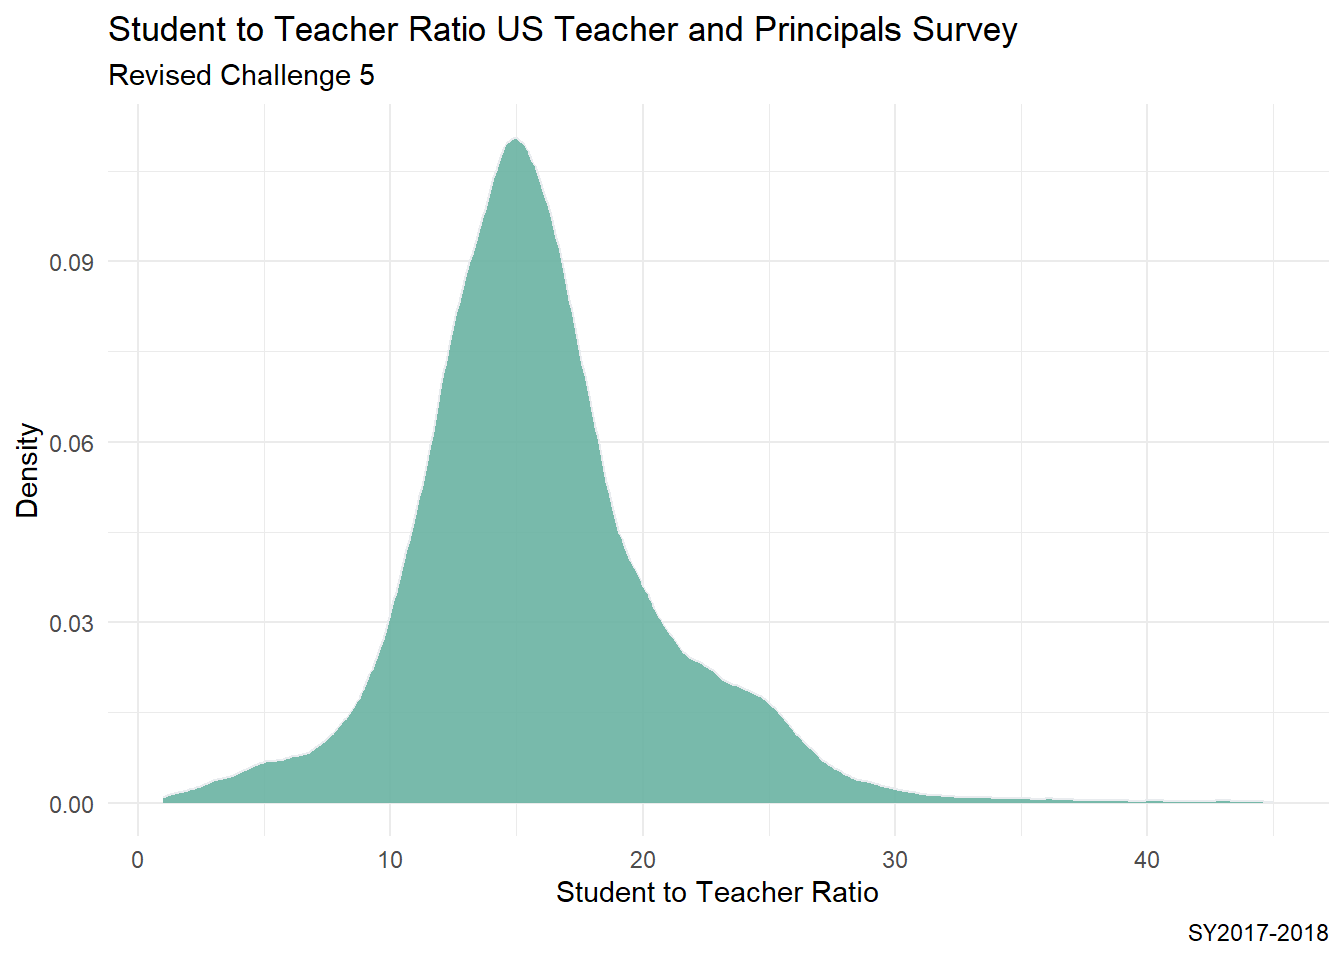 Student to Teacher Ratio US Teacher and Principals Survey
Revised Challenge 5
0.09
0.06
0.03
0.00
Density
0 10 20 30 40
Student to Teacher Ratio
SY2017-2018